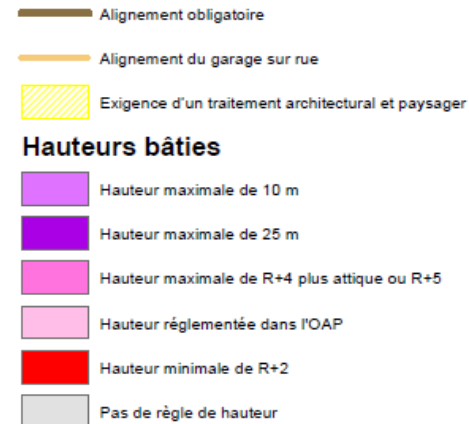 Alignement obligatoire
Alignement du garage sur rue
Exigence d'un traitement architectural et paysager
Hauteurs bâties
Hauteur maximale de 10 m
Hauteur maximale de 25 m
Hauteur maximale de R+4 plus attique ou R+5
Hauteur réglementée dans l'OAP
Hauteur minimale de R+2
Pas de règle de hauteur